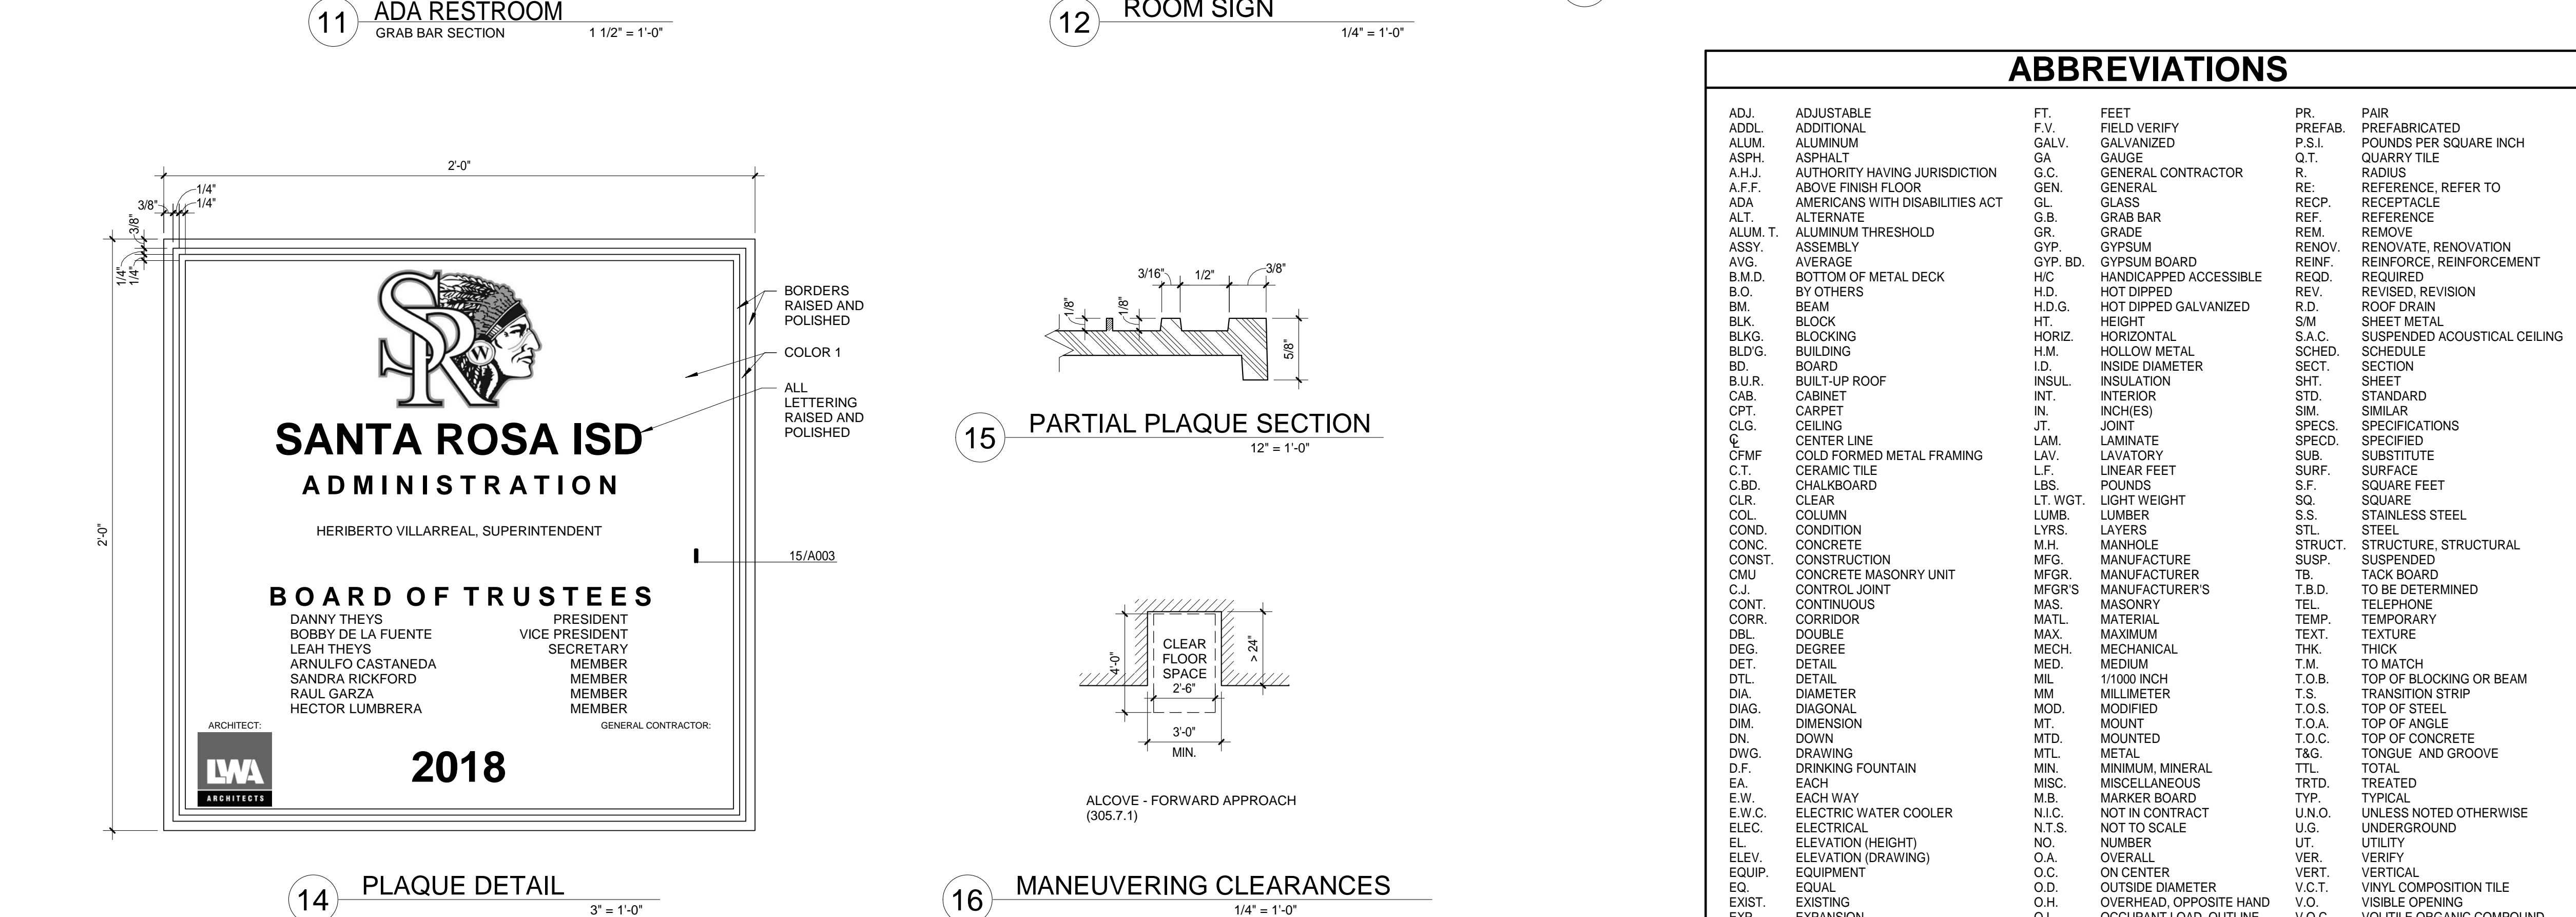 11
ADA RESTROOM
GRAB BAR SECTION
1 1/2" = 1'-0"
12
ROOM SIGN
1/4" = 1'-0"
2'-0"
1/4"
1/4"
3/8"
3/8"
1/4"
1/4"
2'-0"
SR
W
BORDERS
RAISED AND
POLISHED
COLOR 1
ALL
LETTERING
RAISED AND
POLISHED
SANTA ROSA ISD
ADMINISTRATION
HERIBERTO VILLARREAL, SUPERINTENDENT
15/A003
BOARD OF TRUSTEES
DANNY THEYS PRESIDENT
BOBBY DE LA FUENTE VICE PRESIDENT
LEAH THEYS SECRETARY
ARNULFO CASTANEDA MEMBER
SANDRA RICKFORD MEMBER
RAUL GARZA MEMBER
HECTOR LUMBRERA MEMBER
ARCHITECT:
GENERAL CONTRACTOR:
LWA
ARCHITECTS
2018
14
PLAQUE DETAIL
3" = 1'-0"
3/16"
1/2"
3/8"
1/8"
1/8"
5/8"
15
PARTIAL PLAQUE SECTION
12" = 1'-0"
CLEAR
FLOOR
SPACE
2'-6"
4'-0"
> 24"
3'-0"
MIN.
ALCOVE - FORWARD APPROACH
(305.7.1)
16
MANEUVERING CLEARANCES
1/4" = 1'-0"
ABBREVIATIONS
ADJ. ADJUSTABLE
ADDL. ADDITIONAL
ALUM. ALUMINUM
ASPH. ASPHALT
A.H.J. AUTHORITY HAVING JURISDICTION
A.F.F. ABOVE FINISH FLOOR
ADA AMERICANS WITH DISABILITIES ACT
ALT. ALTERNATE
ALUM. T. ALUMINUM THRESHOLD
ASSY. ASSEMBLY
AVG. AVERAGE
B.M.D. BOTTOM OF METAL DECK
B.O. BY OTHERS
BM. BEAM
BLK. BLOCK
BLKG. BLOCKING
BLD'G. BUILDING
BD. BOARD
B.U.R. BUILT-UP ROOF
CAB. CABINET
CPT. CARPET
CLG. CEILING
℄ CENTER LINE
CFMF COLD FORMED METAL FRAMING
C.T. CERAMIC TILE
C.BD. CHALKBOARD
CLR. CLEAR
COL. COLUMN
COND. CONDITION
CONC. CONCRETE
CONST. CONSTRUCTION
CMU CONCRETE MASONRY UNIT
C.J. CONTROL JOINT
CONT. CONTINUOUS
CORR. CORRIDOR
DBL. DOUBLE
DEG. DEGREE
DET. DETAIL
DTL. DETAIL
DIA. DIAMETER
DIAG. DIAGONAL
DIM. DIMENSION
DN. DOWN
DWG. DRAWING
D.F. DRINKING FOUNTAIN
EA. EACH
E.W. EACH WAY
E.W.C. ELECTRIC WATER COOLER
ELEC. ELECTRICAL
EL. ELEVATION (HEIGHT)
ELEV. ELEVATION (DRAWING)
EQUIP. EQUIPMENT
EQ. EQUAL
EXIST. EXISTING
EXP. EXPANSION
FT. FEET
F.V. FIELD VERIFY
GALV. GALVANIZED
GA GAUGE
G.C. GENERAL CONTRACTOR
GEN. GENERAL
GL. GLASS
G.B. GRAB BAR
GR. GRADE
GYP. GYPSUM
GYP. BD. GYPSUM BOARD
H/C HANDICAPPED ACCESSIBLE
H.D. HOT DIPPED
H.D.G. HOT DIPPED GALVANIZED
HT. HEIGHT
HORIZ. HORIZONTAL
H.M. HOLLOW METAL
I.D. INSIDE DIAMETER
INSUL. INSULATION
INT. INTERIOR
IN. INCH(ES)
JT. JOINT
LAM. LAMINATE
LAV. LAVATORY
L.F. LINEAR FEET
LBS. POUNDS
LT. WGT. LIGHT WEIGHT
LUMB. LUMBER
LYRS. LAYERS
M.H. MANHOLE
MFG. MANUFACTURE
MFGR. MANUFACTURER
MFGR'S MANUFACTURER'S
MAS. MASONRY
MATL. MATERIAL
MAX. MAXIMUM
MECH. MECHANICAL
MED. MEDIUM
MIL 1/1000 INCH
MM MILLIMETER
MOD. MODIFIED
MT. MOUNT
MTD. MOUNTED
MTL. METAL
MIN. MINIMUM, MINERAL
MISC. MISCELLANEOUS
M.B. MARKER BOARD
N.I.C. NOT IN CONTRACT
N.T.S. NOT TO SCALE
NO. NUMBER
O.A. OVERALL
O.C. ON CENTER
O.D. OUTSIDE DIAMETER
O.H. OVERHEAD, OPPOSITE HAND
O.L. OCCUPANT LOAD, OUTLINE
PR. PAIR
PREFAB. PREFABRICATED
P.S.I. POUNDS PER SQUARE INCH
Q.T. QUARRY TILE
R. RADIUS
RE: REFERENCE, REFER TO
RECP. RECEPTACLE
REF. REFERENCE
REM. REMOVE
RENOV. RENOVATE, RENOVATION
REINF. REINFORCE, REINFORCEMENT
REQD. REQUIRED
REV. REVISED, REVISION
R.D. ROOF DRAIN
S/M SHEET METAL
S.A.C. SUSPENDED ACOUSTICAL CEILING
SCHED. SCHEDULE
SECT. SECTION
SHT. SHEET
STD. STANDARD
SIM. SIMILAR
SPECS. SPECIFICATIONS
SPECD. SPECIFIED
SUB. SUBSTITUTE
SURF. SURFACE
S.F. SQUARE FEET
SQ. SQUARE
S.S. STAINLESS STEEL
STL. STEEL
STRUCT. STRUCTURE, STRUCTURAL
SUSP. SUSPENDED
TB. TACK BOARD
T.B.D. TO BE DETERMINED
TEL. TELEPHONE
TEMP. TEMPORARY
TEXT. TEXTURE
THK. THICK
T.M. TO MATCH
T.O.B. TOP OF BLOCKING OR BEAM
T.S. TRANSITION STRIP
T.O.S. TOP OF STEEL
T.O.A. TOP OF ANGLE
T.O.C. TOP OF CONCRETE
T&G. TONGUE AND GROOVE
TTL. TOTAL
TRTD. TREATED
TYP. TYPICAL
U.N.O. UNLESS NOTED OTHERWISE
U.G. UNDERGROUND
UT. UTILITY
VER. VERIFY
VERT. VERTICAL
V.C.T. VINYL COMPOSITION TILE
V.O. VISIBLE OPENING
V.O.C. VOLATILE ORGANIC COMPOUND